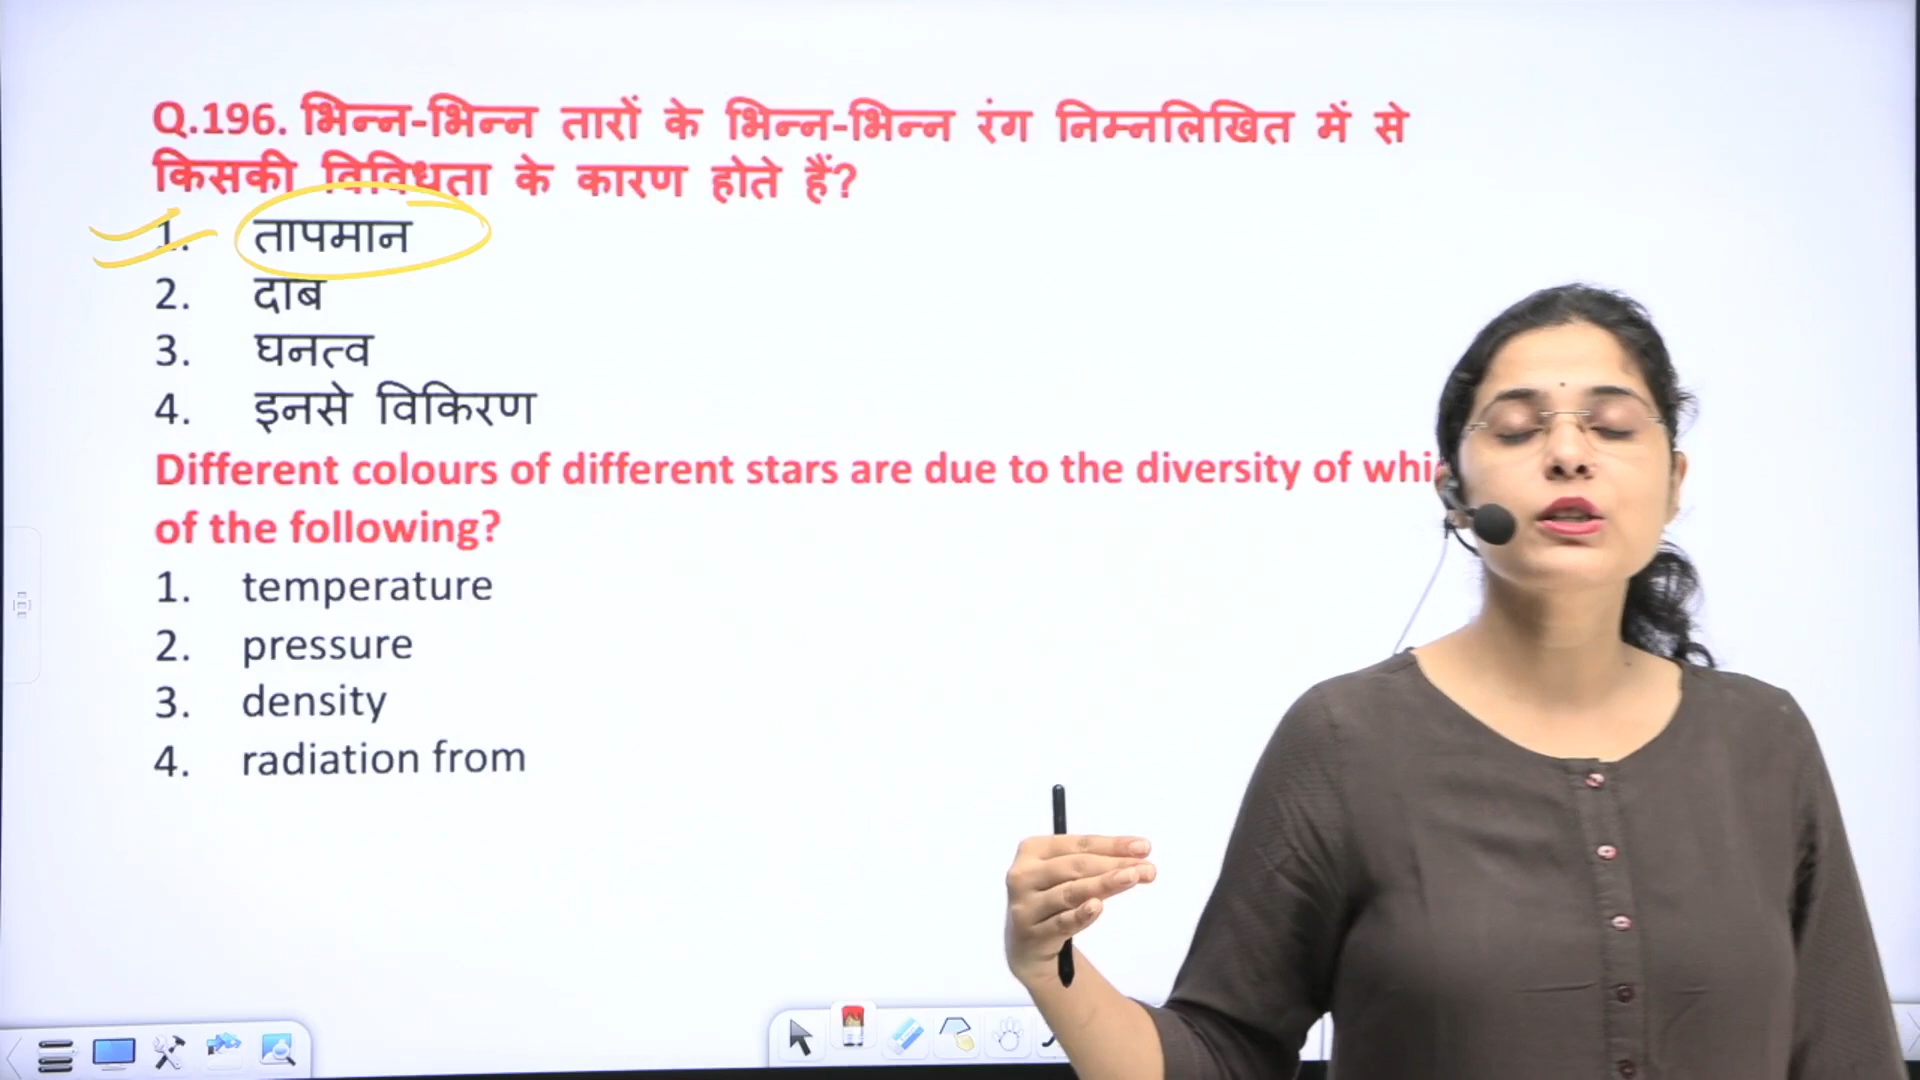 Q.196. भिन्न-भिन्न तारों के भिन्न-भिन्न रंग निम्नलिखित में से
किसकी विविधता के कारण होते हैं?
1. तापमान
2. दाब
3. घनत्व
4. इनसे विकिरण
Different colours of different stars are due to the diversity of
of the following?
1. temperature
2. pressure
3. density
4. radiation from